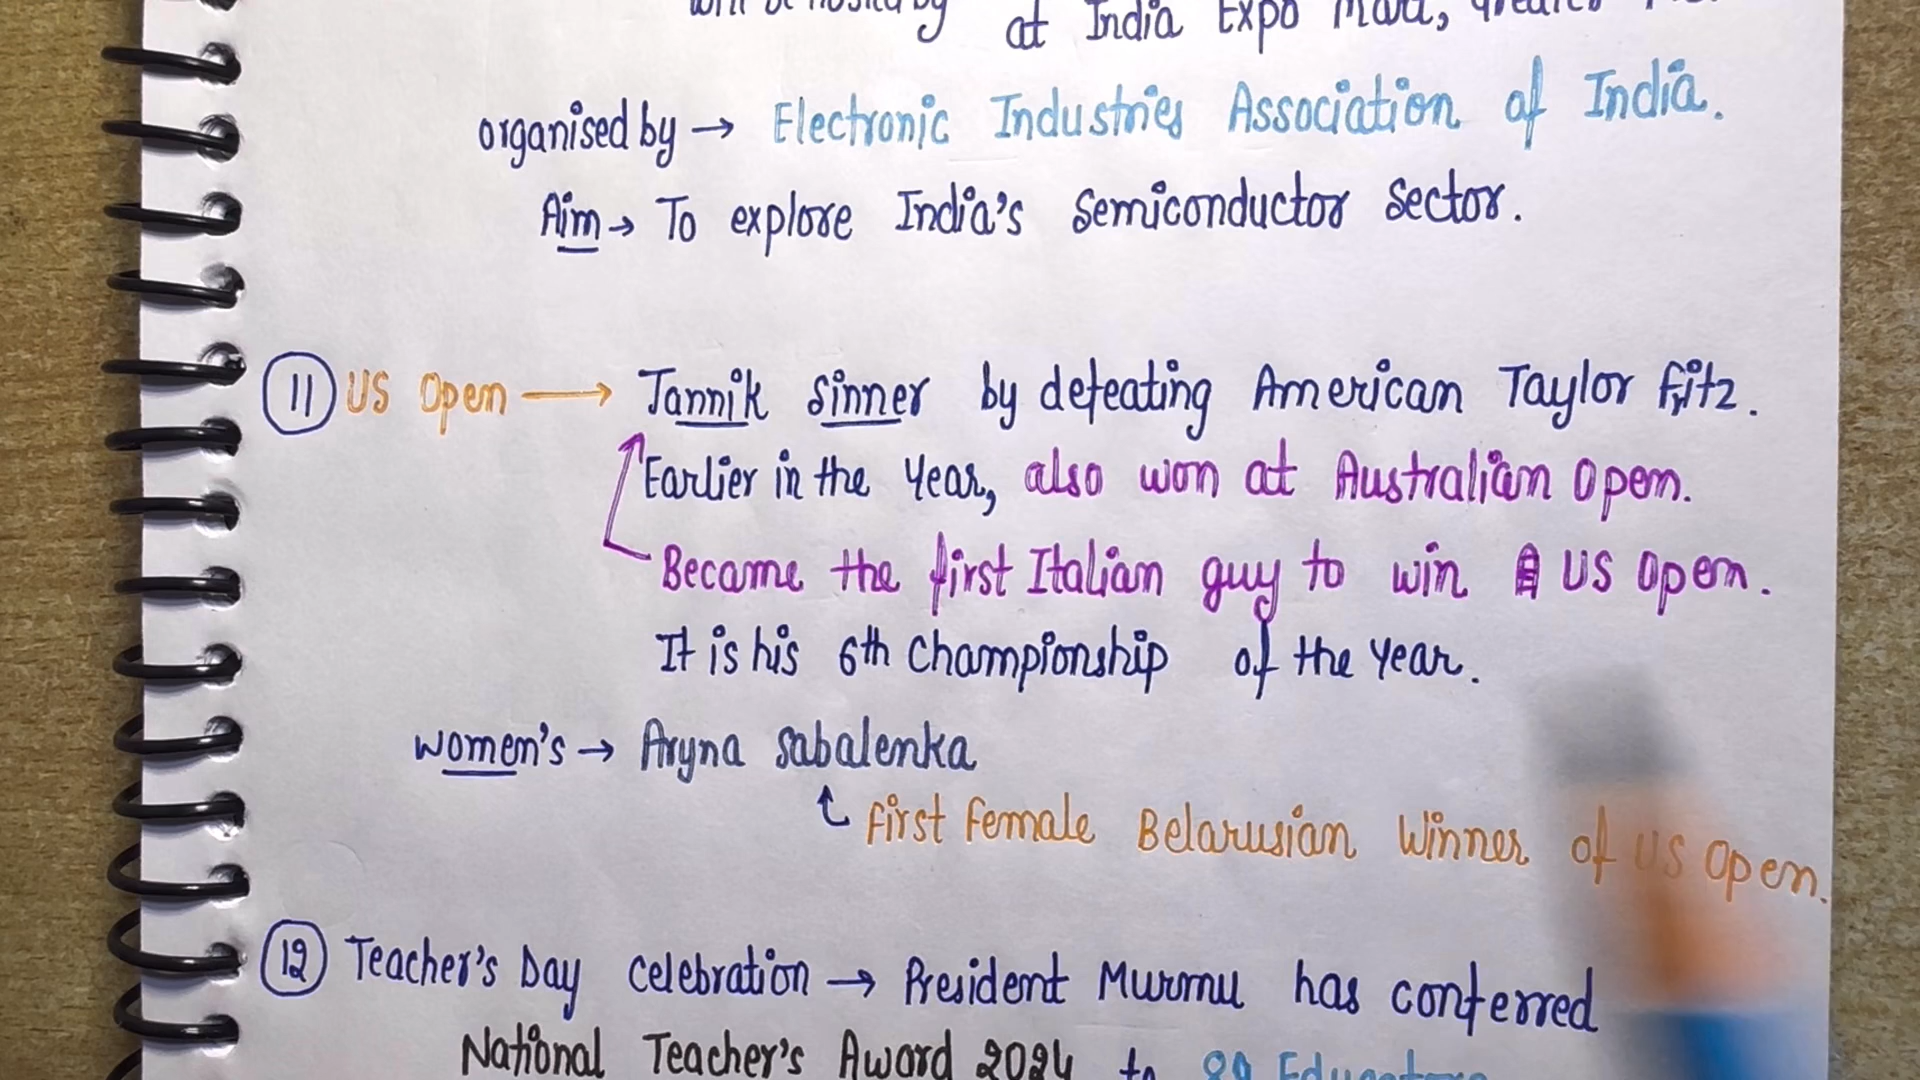 at India Expo Mart,
organised by → Electronic Industries Association of India.
Aim → To explore India's Semiconductor Sector.
11 US Open → Jannik Sinner by defeating American Taylor Fritz.
Earlier in the Year, also won at Australian Open.
Became the first Italian guy to win US Open.
It is his 6th Championship of the Year.
Women's → Aryna Sabalenka
First Female Belarusian Winner of US Open.
12 Teacher's Day Celebration → President Murmu has conferred
National Teacher's Award 2024 to